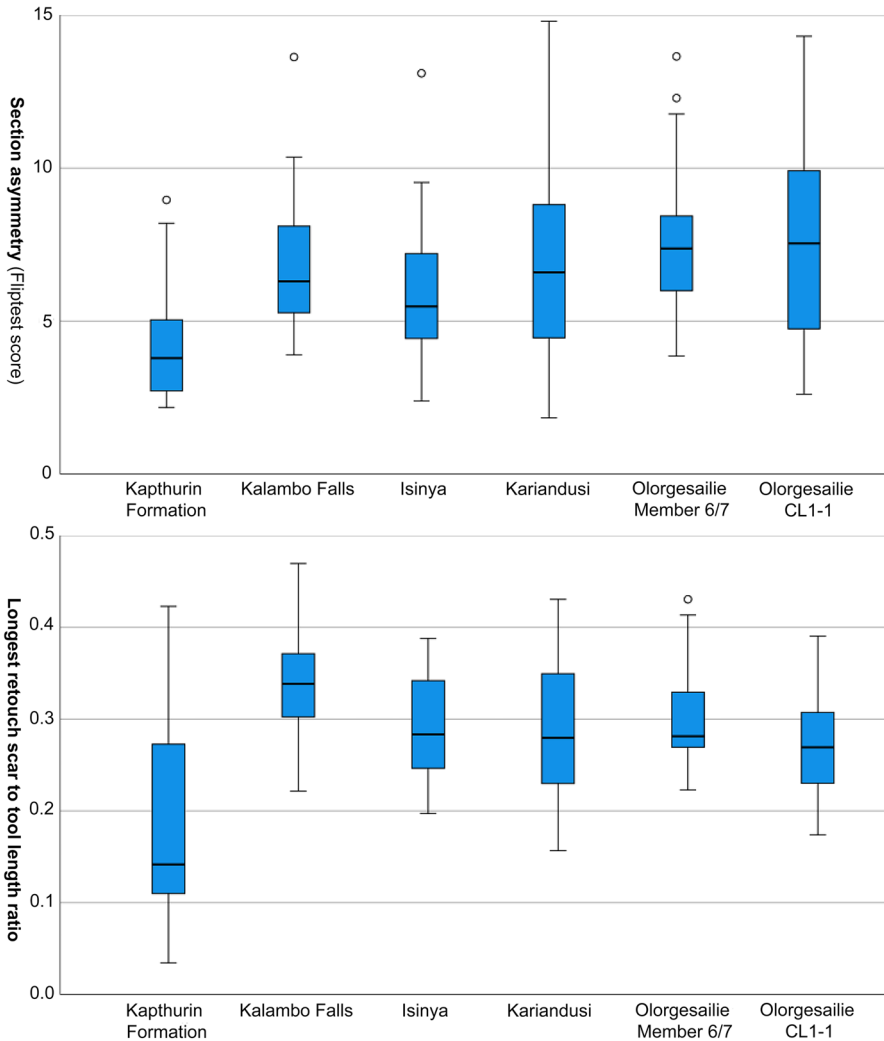 Section asymmetry (Fliptest score)
15
10
5
0
Kapthurin
Formation
Kalambo Falls
Isinya
Kariandusi
Olorgesailie
Member 6/7
Olorgesailie
CL1-1
Longest retouch scar to tool length ratio
0.5
0.4
0.3
0.2
0.1
0.0
Kapthurin
Formation
Kalambo Falls
Isinya
Kariandusi
Olorgesailie
Member 6/7
Olorgesailie
CL1-1